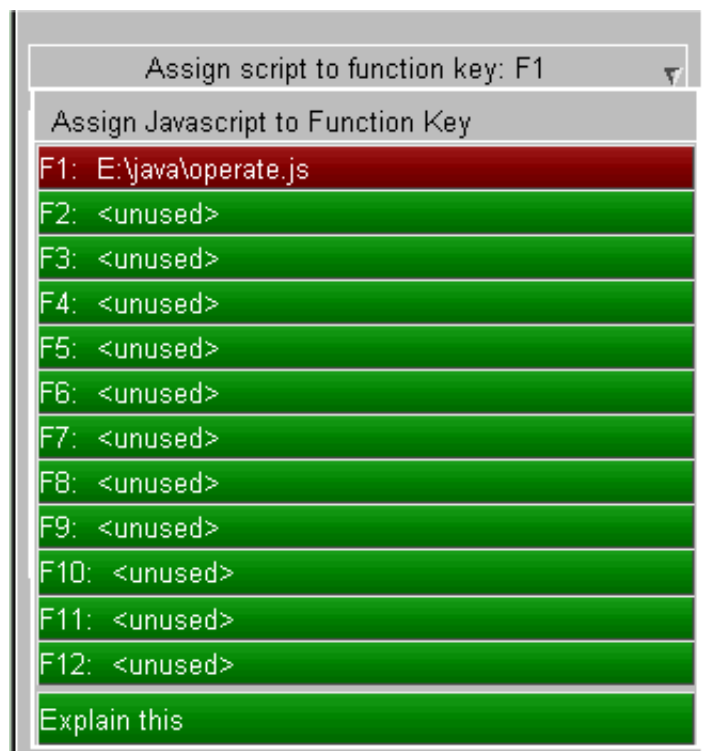 Assign script to function key: F1
Assign Javascript to Function Key
F1: E:\java\operate.js
F2: <unused>
F3: <unused>
F4: <unused>
F5: <unused>
F6: <unused>
F7: <unused>
F8: <unused>
F9: <unused>
F10: <unused>
F11: <unused>
F12: <unused>
Explain this